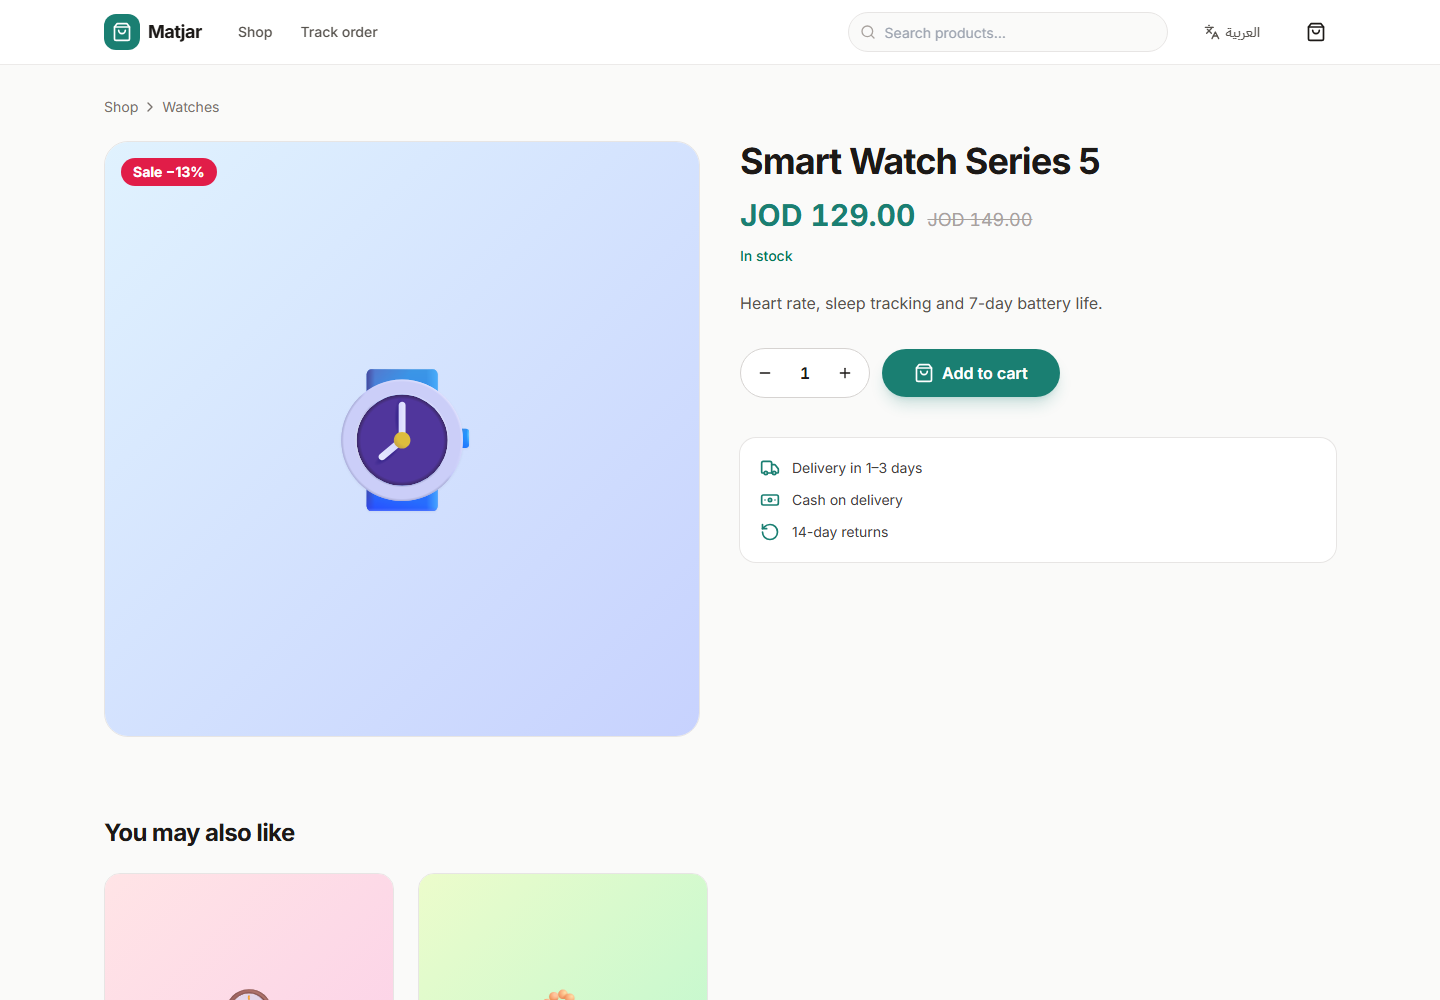 Matjar
Shop
Track order
Search products...
العربية
Shop > Watches
Sale −13%
Smart Watch Series 5
JOD 129.00 JOD 149.00
In stock
Heart rate, sleep tracking and 7-day battery life.
− 1 +
Add to cart
Delivery in 1–3 days
Cash on delivery
14-day returns
You may also like